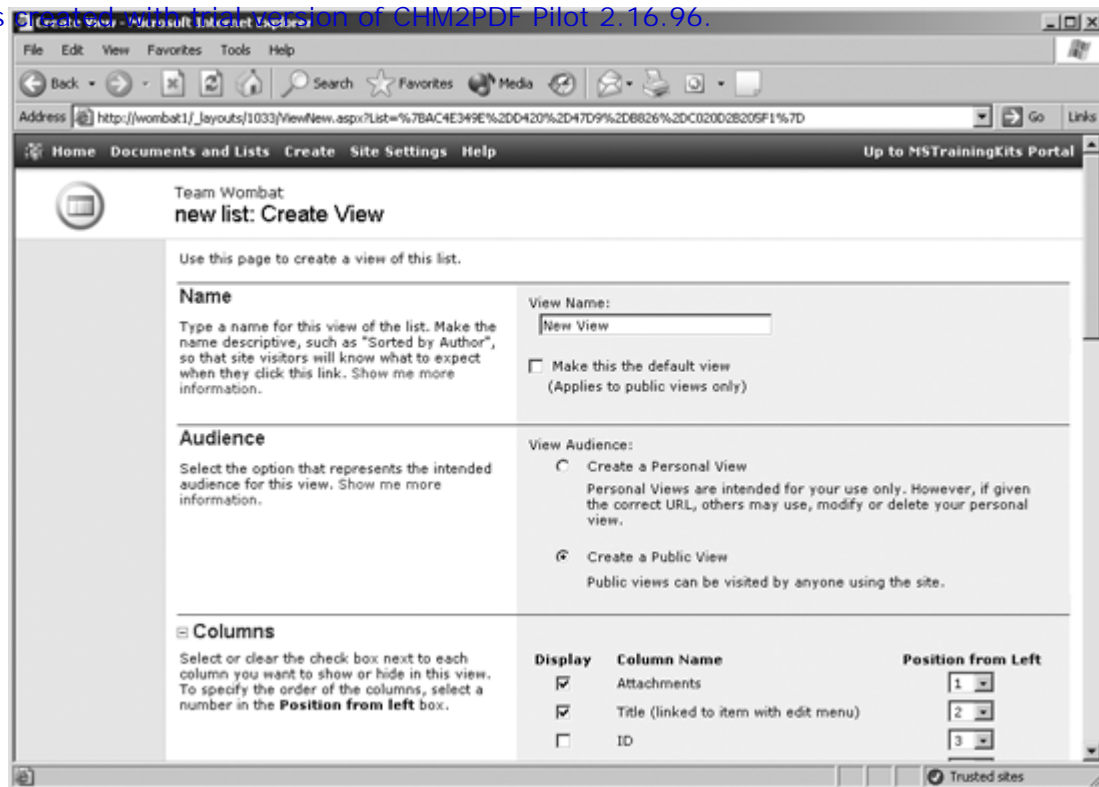 s created with trial version of CHM2PDF Pilot 2.16.96.
Create View - Microsoft Internet Explorer
File Edit View Favorites Tools Help
Back Search Favorites Media
Address http://wombat1/_layouts/1033/ViewNew.aspx?List=%7BAC4E349E%2DD420%2D47D9%2DB826%2DC020D2B205F1%7D Go Links
Home Documents and Lists Create Site Settings Help Up to MSTrainingKits Portal
Team Wombat
new list: Create View
Use this page to create a view of this list.
Name
Type a name for this view of the list. Make the
name descriptive, such as "Sorted by Author",
so that site visitors will know what to expect
when they click this link. Show me more
information.
View Name:
New View
Make this the default view
(Applies to public views only)
Audience
Select the option that represents the intended
audience for this view. Show me more
information.
View Audience:
Create a Personal View
Personal Views are intended for your use only. However, if given
the correct URL, others may use, modify or delete your personal
view.
Create a Public View
Public views can be visited by anyone using the site.
Columns
Select or clear the check box next to each
column you want to show or hide in this view.
To specify the order of the columns, select a
number in the Position from left box.
Display Column Name Position from Left
Attachments 1
Title (linked to item with edit menu) 2
ID 3
Trusted sites